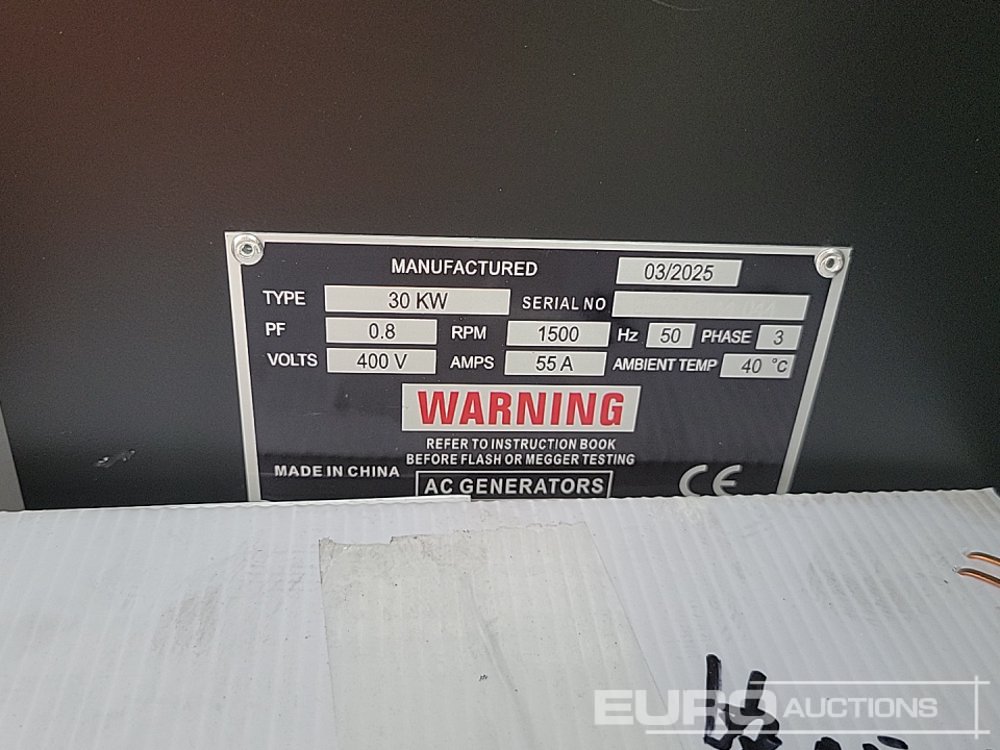 MANUFACTURED 03/2025
TYPE 30 KW SERIAL NO
PF 0.8 RPM 1500 Hz 50 PHASE 3
VOLTS 400 V AMPS 55 A AMBIENT TEMP 40 °C
WARNING
REFER TO INSTRUCTION BOOK
BEFORE FLASH OR MEGGER TESTING
MADE IN CHINA AC GENERATORS CE
EURO AUCTIONS